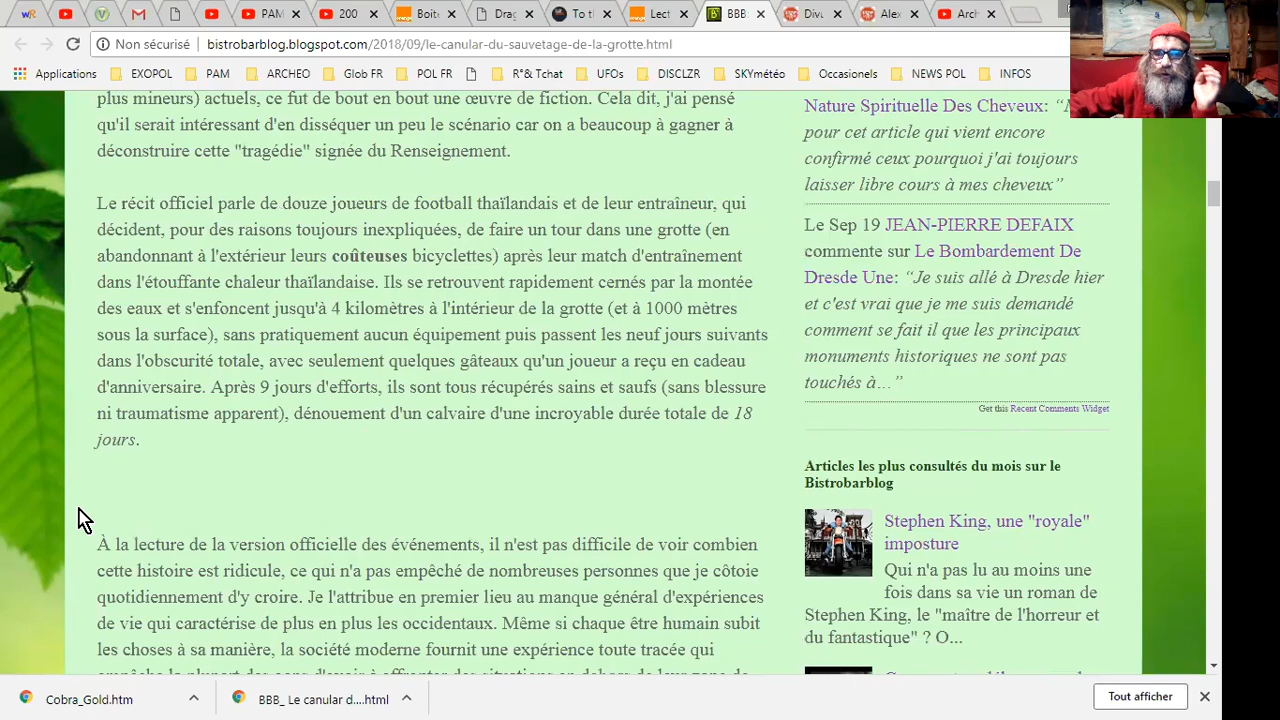 PAM
200
Boite
Drag
To th
Lect
BBB
Divu
Alex
Arch
Non sécurisé
bistrobarblog.blogspot.com/2018/09/le-canular-du-sauvetage-de-la-grotte.html
Applications
EXOPOL
PAM
ARCHEO
Glob FR
POL FR
R°& Tchat
UFOs
DISCLZR
SKYmétéo
Occasionels
NEWS POL
INFOS
plus mineurs) actuels, ce fut de bout en bout une œuvre de fiction. Cela dit, j'ai pensé
qu'il serait intéressant d'en disséquer un peu le scénario car on a beaucoup à gagner à
déconstruire cette "tragédie" signée du Renseignement.
Le récit officiel parle de douze joueurs de football thaïlandais et de leur entraîneur, qui
décident, pour des raisons toujours inexpliquées, de faire un tour dans une grotte (en
abandonnant à l'extérieur leurs coûteuses bicyclettes) après leur match d'entraînement
dans l'étouffante chaleur thaïlandaise. Ils se retrouvent rapidement cernés par la montée
des eaux et s'enfoncent jusqu'à 4 kilomètres à l'intérieur de la grotte (et à 1000 mètres
sous la surface), sans pratiquement aucun équipement puis passent les neuf jours suivants
dans l'obscurité totale, avec seulement quelques gâteaux qu'un joueur a reçu en cadeau
d'anniversaire. Après 9 jours d'efforts, ils sont tous récupérés sains et saufs (sans blessure
ni traumatisme apparent), dénouement d'un calvaire d'une incroyable durée totale de 18
jours.
À la lecture de la version officielle des événements, il n'est pas difficile de voir combien
cette histoire est ridicule, ce qui n'a pas empêché de nombreuses personnes que je côtoie
quotidiennement d'y croire. Je l'attribue en premier lieu au manque général d'expériences
de vie qui caractérise de plus en plus les occidentaux. Même si chaque être humain subit
les choses à sa manière, la société moderne fournit une expérience toute tracée qui
Nature Spirituelle Des Cheveux:
pour cet article qui vient encore
confirmé ceux pourquoi j'ai toujours
laisser libre cours à mes cheveux”
Le Sep 19 JEAN-PIERRE DEFAIX
commente sur Le Bombardement De
Dresde Une: “Je suis allé à Dresde hier
et c'est vrai que je me suis demandé
comment se fait il que les principaux
monuments historiques ne sont pas
touchés à…”
Get this Recent Comments Widget
Articles les plus consultés du mois sur le
Bistrobarblog
Stephen King, une "royale"
imposture
Qui n'a pas lu au moins une
fois dans sa vie un roman de
Stephen King, le "maître de l'horreur et
du fantastique" ? O...
Cobra_Gold.htm
BBB_ Le canular d....html
Tout afficher